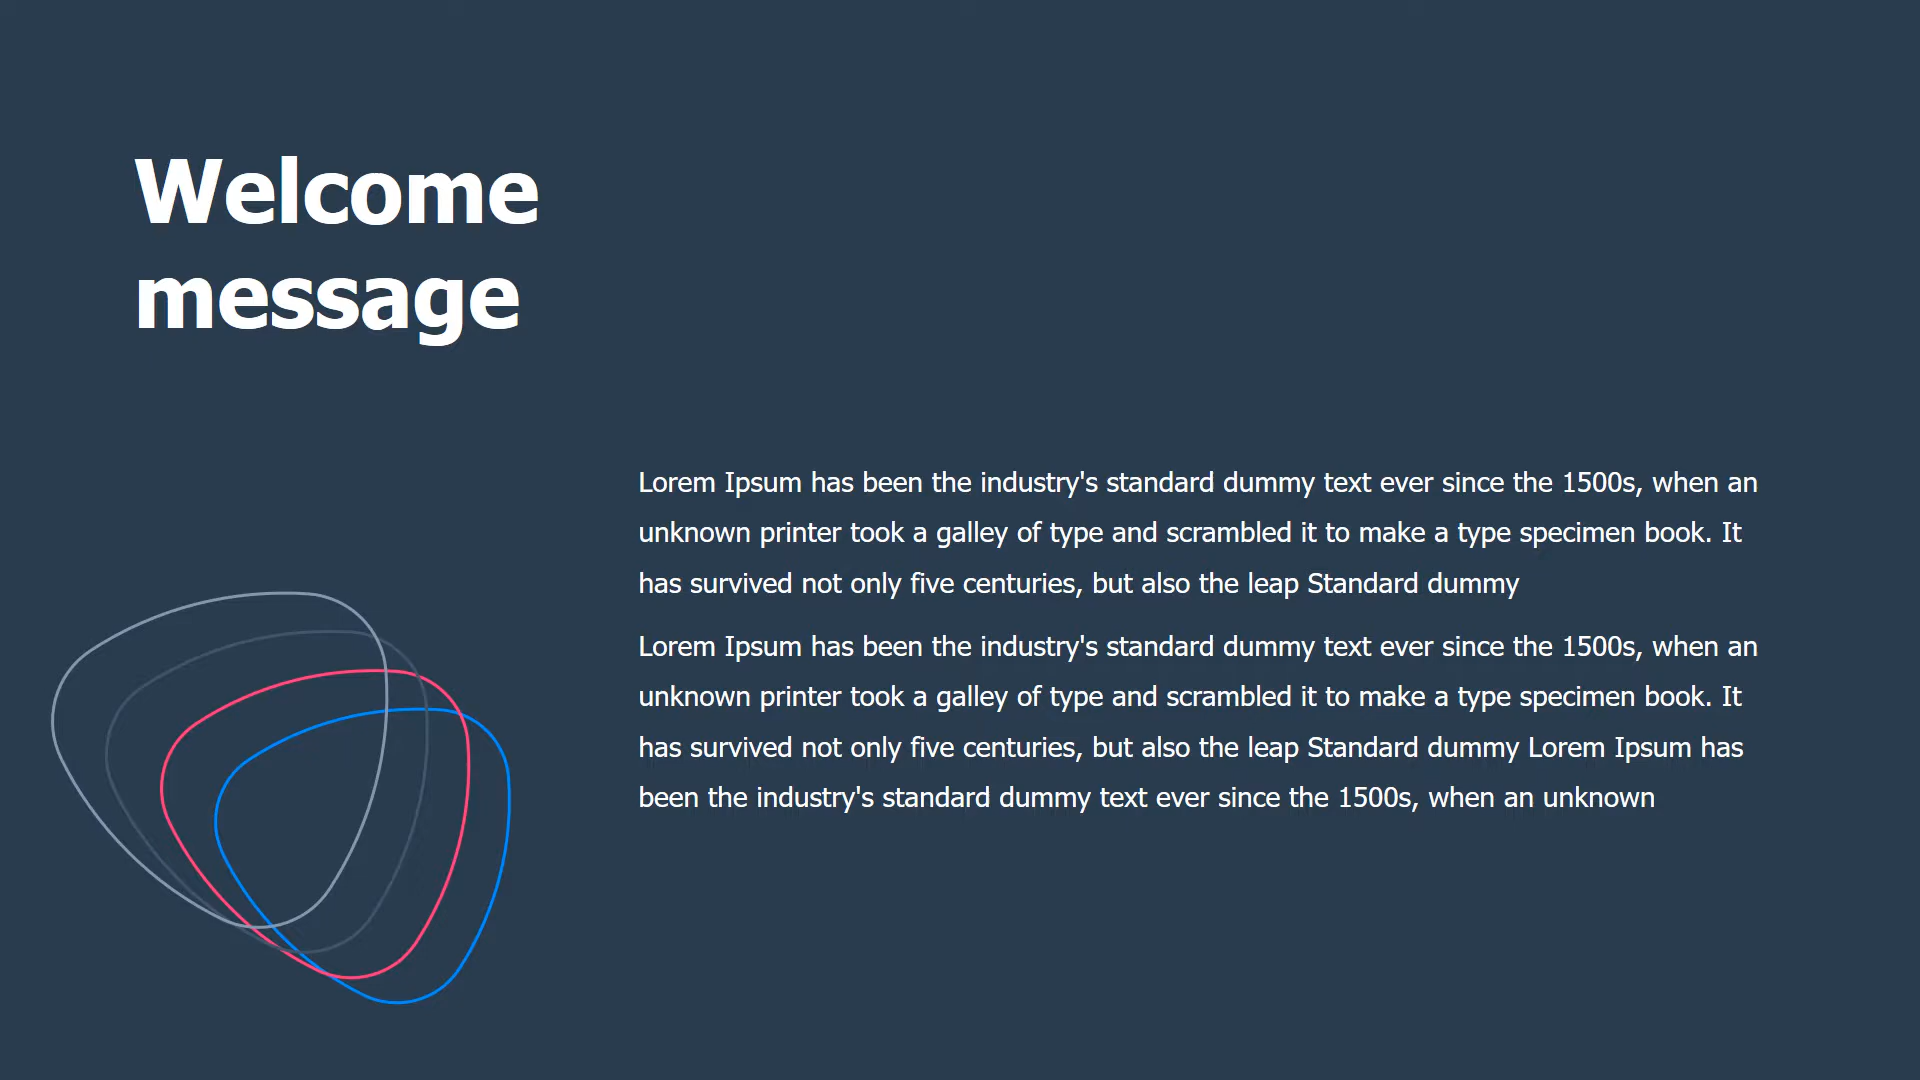 Welcome
message
Lorem Ipsum has been the industry's standard dummy text ever since the 1500s, when an
unknown printer took a galley of type and scrambled it to make a type specimen book. It
has survived not only five centuries, but also the leap Standard dummy
Lorem Ipsum has been the industry's standard dummy text ever since the 1500s, when an
unknown printer took a galley of type and scrambled it to make a type specimen book. It
has survived not only five centuries, but also the leap Standard dummy Lorem Ipsum has
been the industry's standard dummy text ever since the 1500s, when an unknown